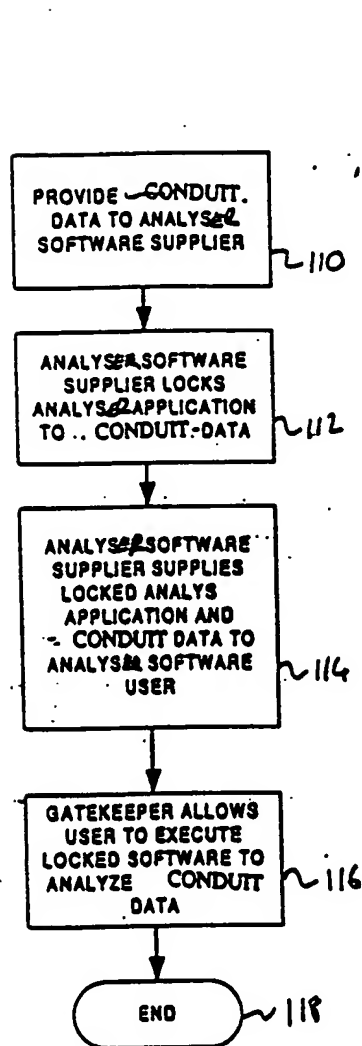 PROVIDE CONDUIT.
DATA TO ANALYSER
SOFTWARE SUPPLIER
110
ANALYSER SOFTWARE
SUPPLIER LOCKS
ANALYSER APPLICATION
TO .. CONDUIT.-DATA
112
ANALYSER SOFTWARE
SUPPLIER SUPPLIES
LOCKED ANALYS
APPLICATION AND
- CONDUIT DATA TO
ANALYSER SOFTWARE
USER
114
GATEKEEPER ALLOWS
USER TO EXECUTE
LOCKED SOFTWARE TO
ANALYZE CONDUIT
DATA
116
END
118